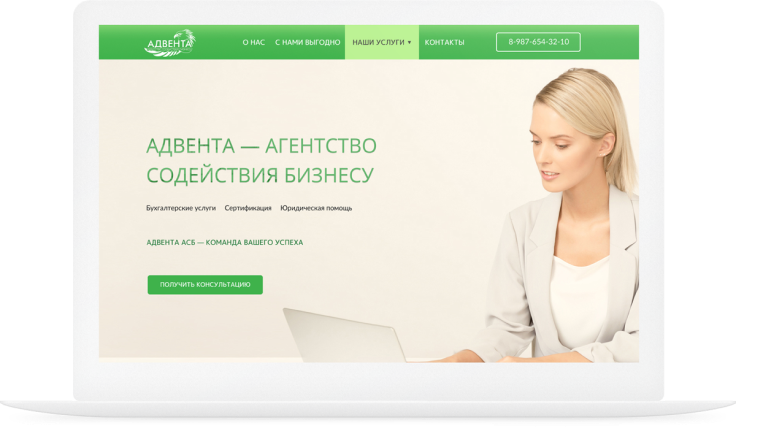 АДВЕНТА
О НАС
С НАМИ ВЫГОДНО
НАШИ УСЛУГИ ▼
КОНТАКТЫ
8-987-654-32-10
АДВЕНТА — АГЕНТСТВО
СОДЕЙСТВИЯ БИЗНЕСУ
Бухгалтерские услуги Сертификация Юридическая помощь
АДВЕНТА АСБ — КОМАНДА ВАШЕГО УСПЕХА
ПОЛУЧИТЬ КОНСУЛЬТАЦИЮ